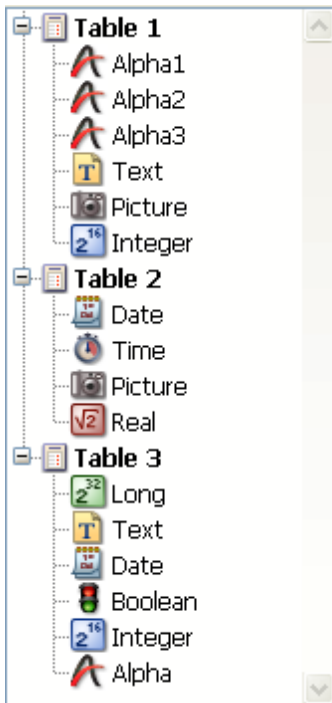 Table 1
Alpha1
Alpha2
Alpha3
Text
Picture
Integer
Table 2
Date
Time
Picture
Real
Table 3
Long
Text
Date
Boolean
Integer
Alpha